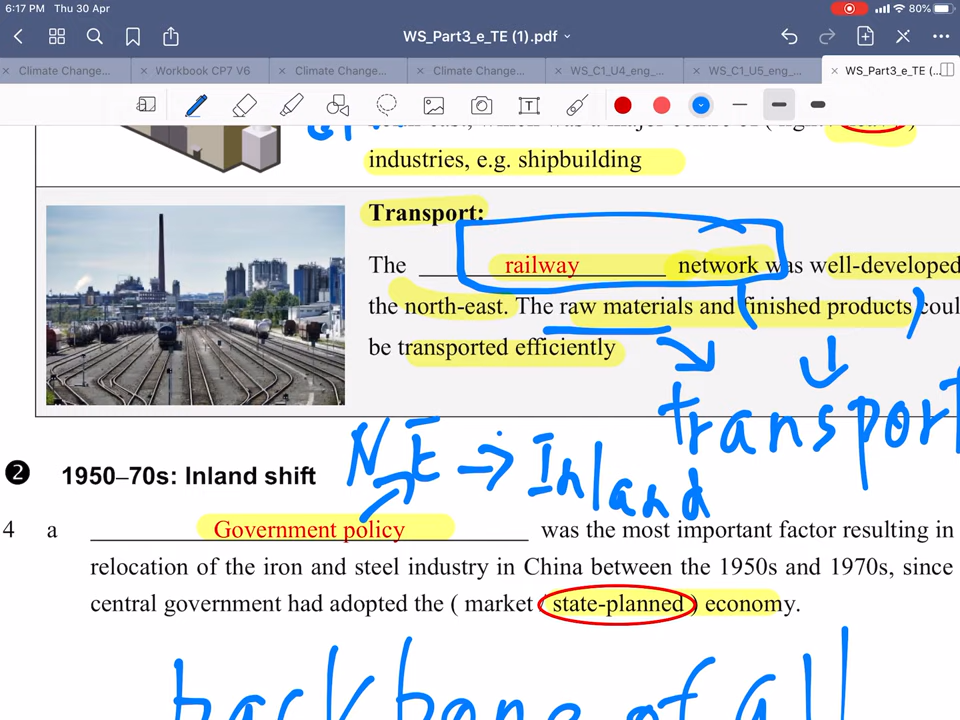 6:17 PM Thu 30 Apr
80%
WS_Part3_e_TE (1).pdf
Climate Change...
Workbook CP7 V6
Climate Change...
Climate Change...
WS_C1_U4_eng_...
WS_C1_U5_eng_...
WS_Part3_e_TE (...
industries, e.g. shipbuilding
Transport:
The railway network was well-developed
the north-east. The raw materials and finished products coul
be transported efficiently
transport
NE → Inland
2 1950–70s: Inland shift
4 a Government policy was the most important factor resulting in
relocation of the iron and steel industry in China between the 1950s and 1970s, since
central government had adopted the ( market / state-planned ) economy.
backbone of all